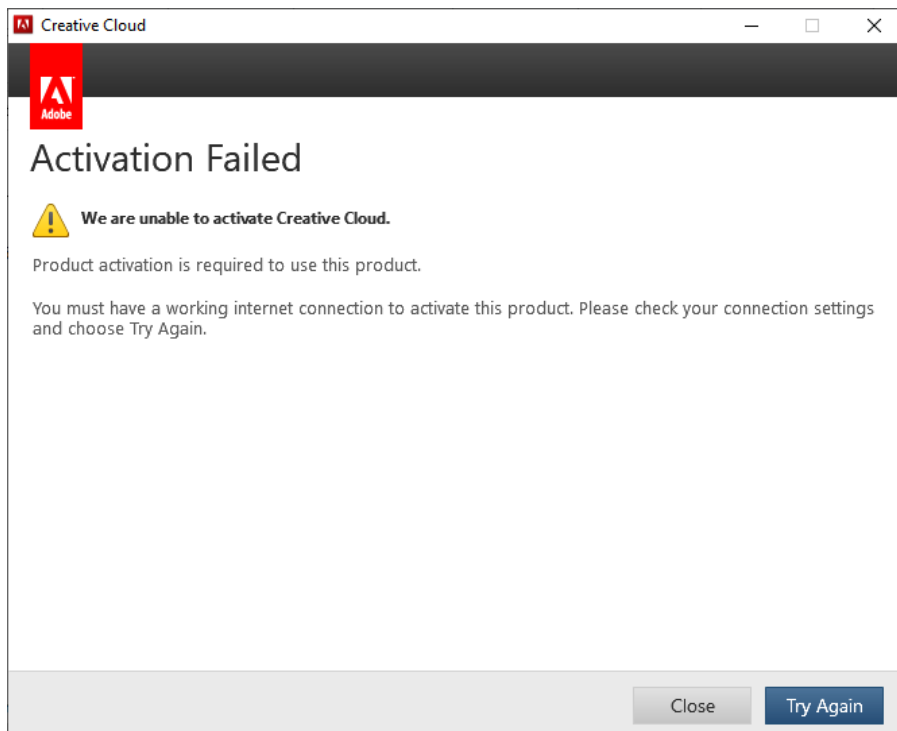 Creative Cloud
Adobe
Activation Failed
We are unable to activate Creative Cloud.
Product activation is required to use this product.
You must have a working internet connection to activate this product. Please check your connection settings
and choose Try Again.
Close
Try Again